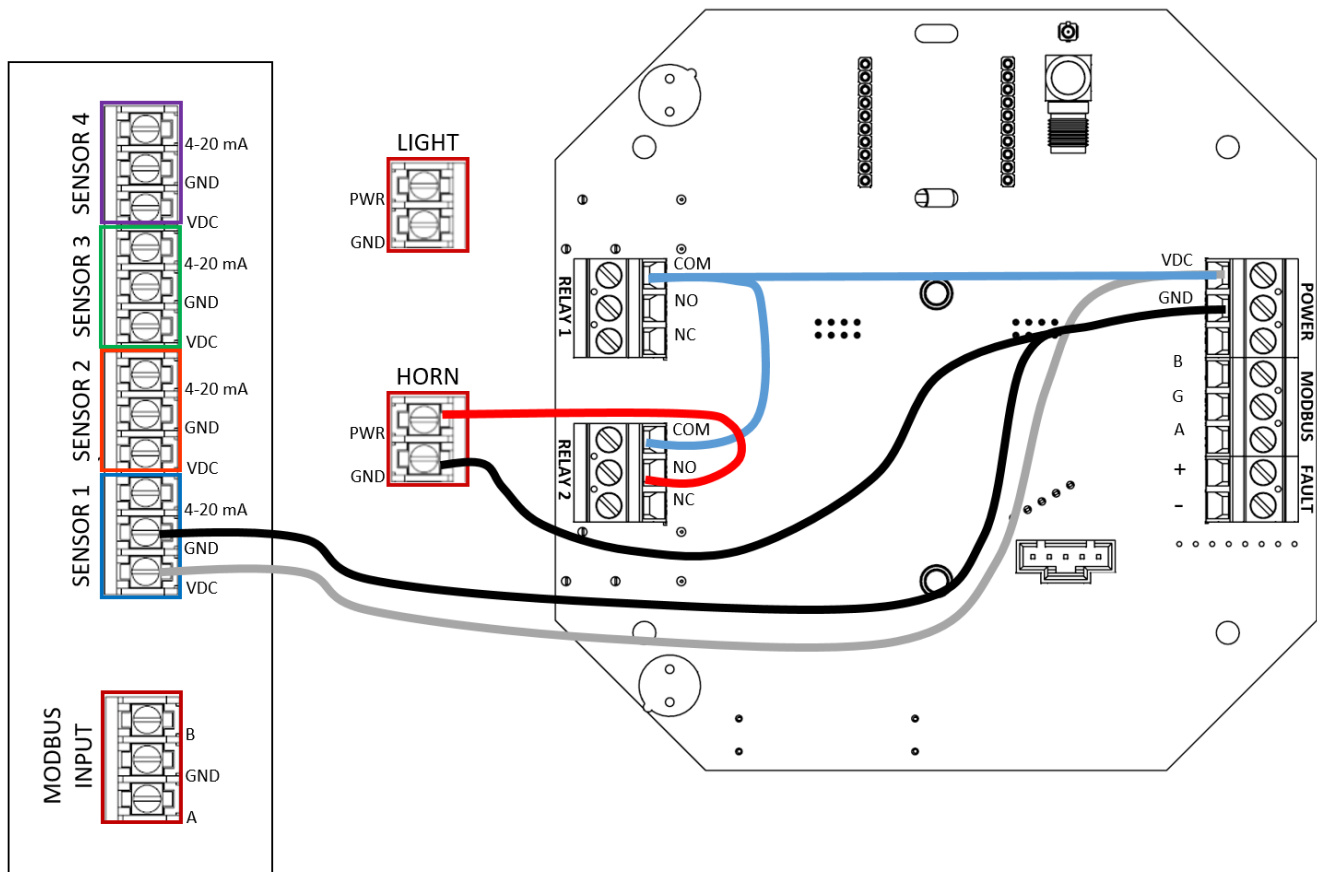 SENSOR 4
4-20 mA
GND
VDC
SENSOR 3
4-20 mA
GND
VDC
SENSOR 2
4-20 mA
GND
VDC
SENSOR 1
4-20 mA
GND
VDC
MODBUS
INPUT
B
GND
A
LIGHT
PWR
GND
HORN
PWR
GND
RELAY 1
COM
NO
NC
RELAY 2
COM
NO
NC
VDC
GND
B
G
A
+
–
POWER
MODBUS
FAULT